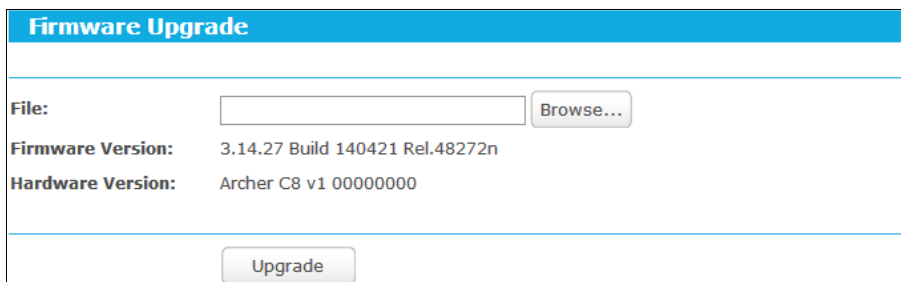 Firmware Upgrade
File:
Browse...
Firmware Version: 3.14.27 Build 140421 Rel.48272n
Hardware Version: Archer C8 v1 00000000
Upgrade